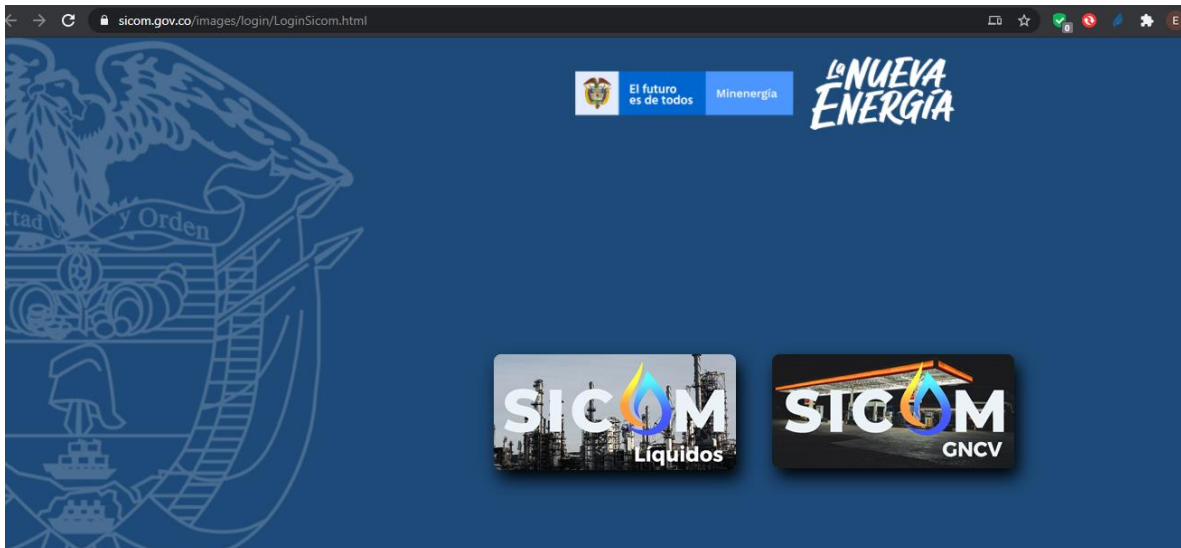 sicom.gov.co/images/login/LoginSicom.html
0
E
El futuro
es de todos
Minenergía
La NUEVA
ENERGÍA
y Orden
SICOM
Líquidos
SICOM
GNCV